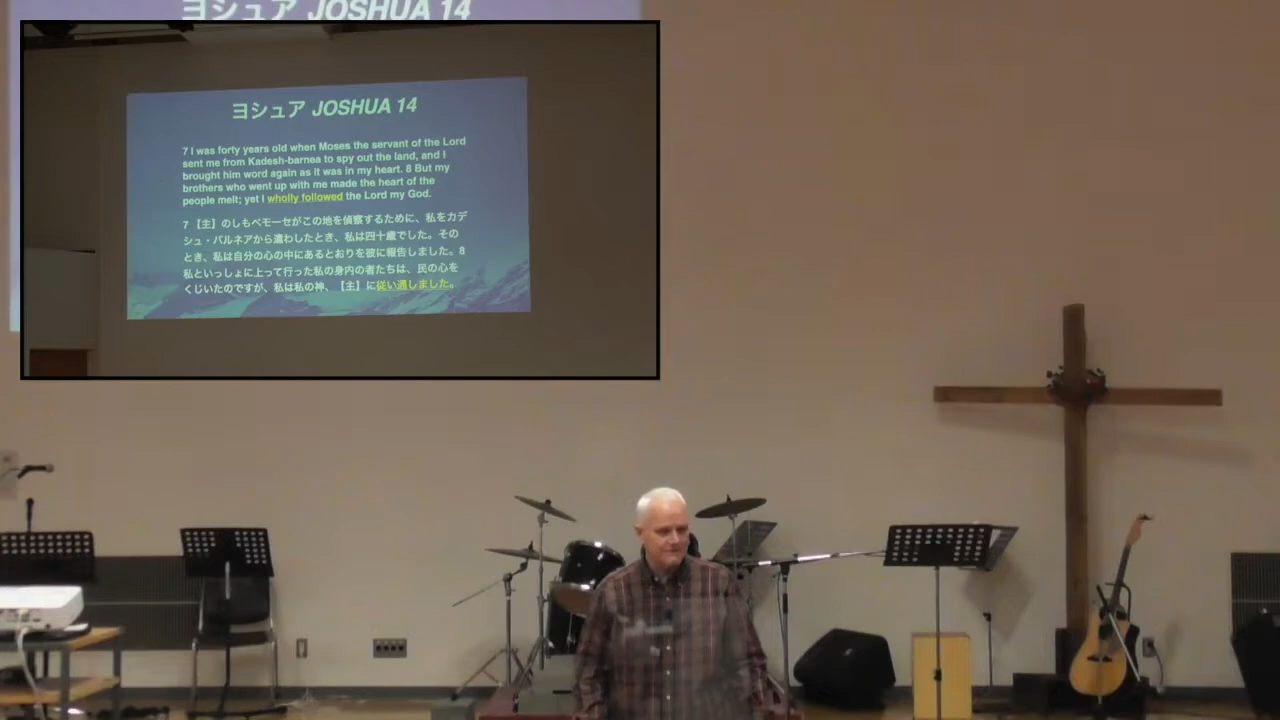 ヨシュア JOSHUA 14
ヨシュア JOSHUA 14
7 I was forty years old when Moses the servant of the Lord
sent me from Kadesh-barnea to spy out the land, and I
brought him word again as it was in my heart. 8 But my
brothers who went up with me made the heart of the
people melt; yet I wholly followed the Lord my God.
7 【主】のしもべモーセがこの地を偵察するために、私をカデ
シュ・バルネアから遣わしたとき、私は四十歳でした。その
とき、私は自分の心の中にあるとおりを彼に報告しました。8
私といっしょに上って行った私の身内の者たちは、民の心を
くじいたのですが、私は私の神、【主】に従い通しました。